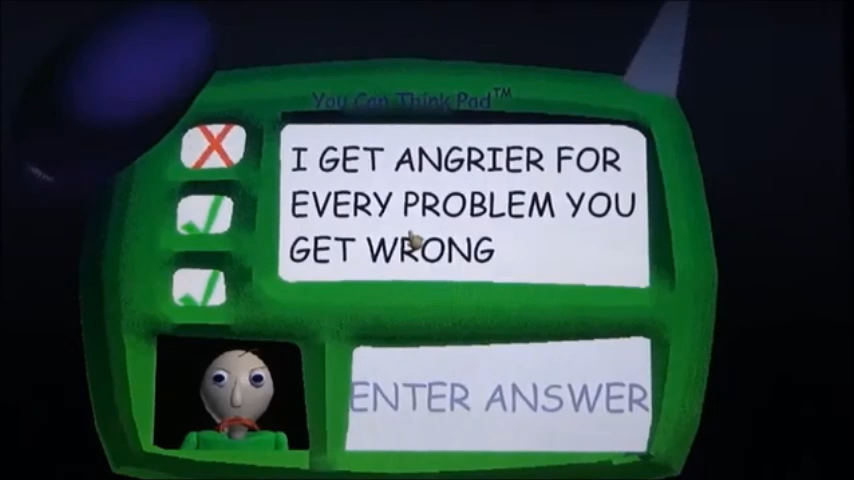 You Can Think Pad™
I GET ANGRIER FOR
EVERY PROBLEM YOU
GET WRONG
ENTER ANSWER